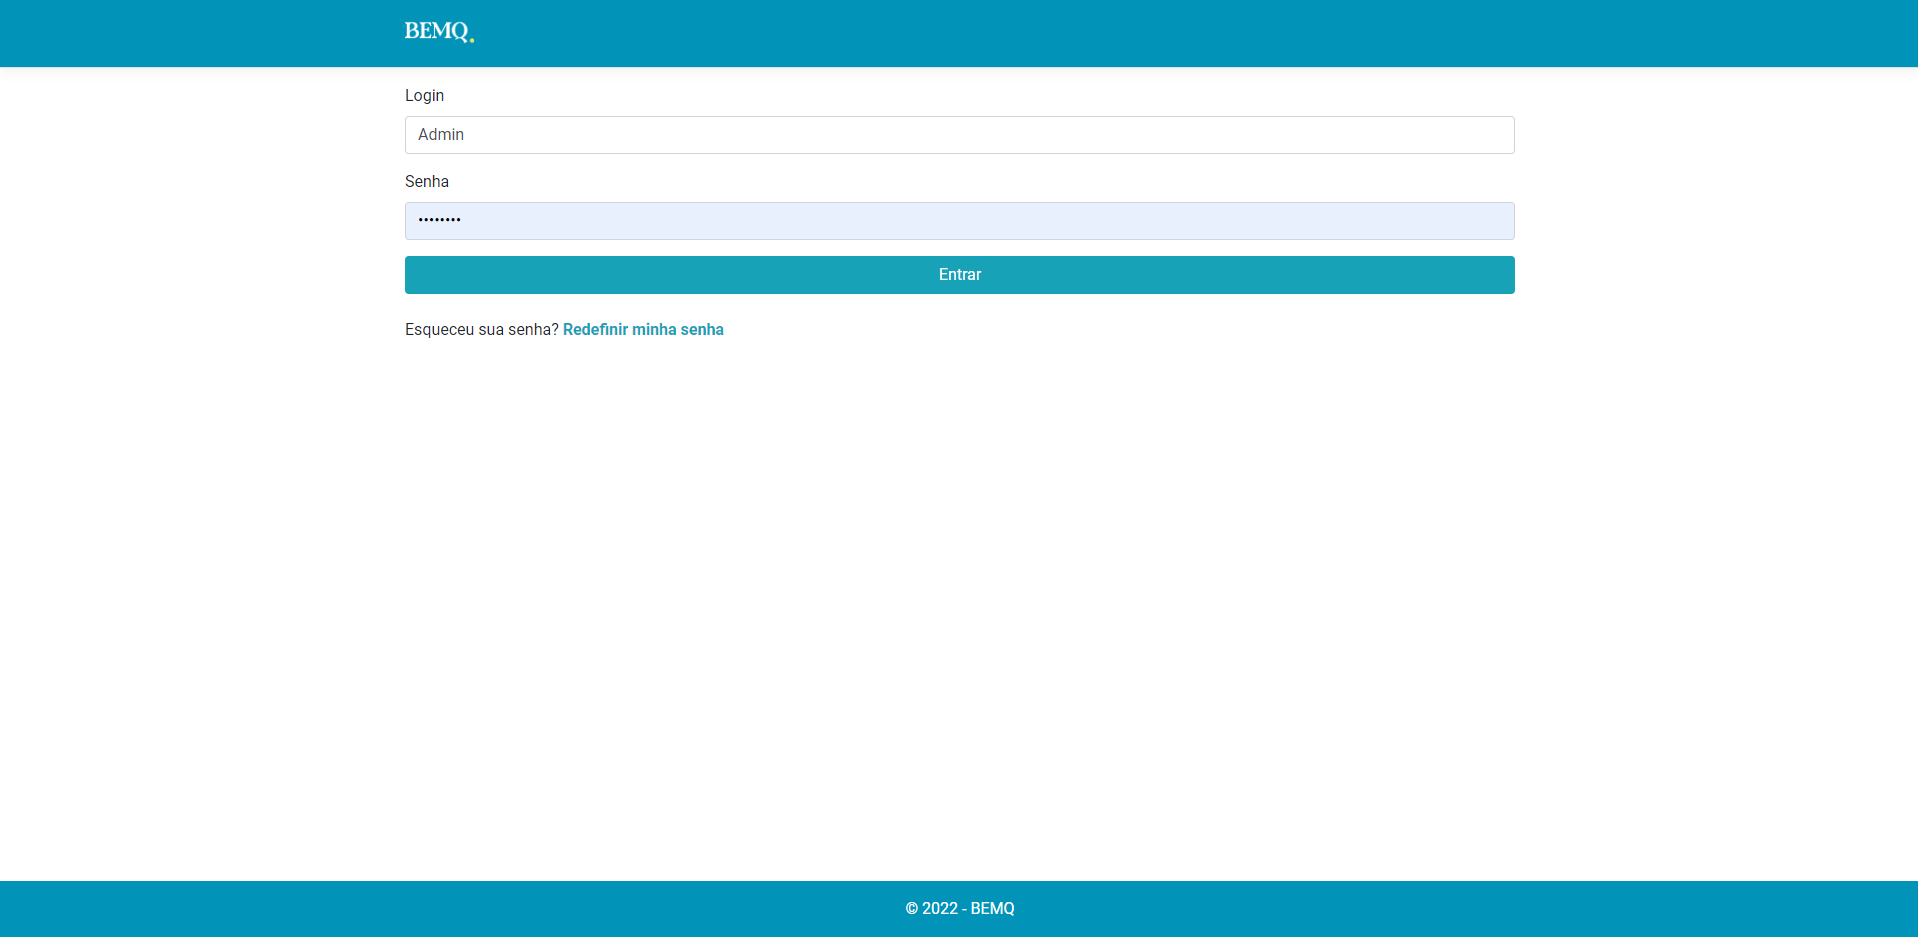 BEMQ.
Login
Admin
Senha
••••••••
Entrar
Esqueceu sua senha? Redefinir minha senha
© 2022 - BEMQ